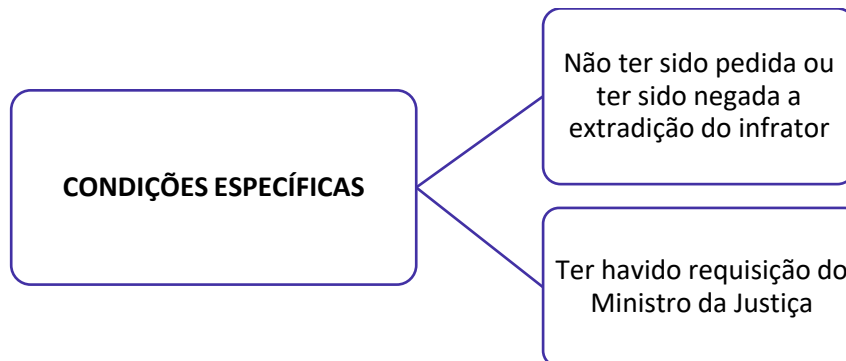 CONDIÇÕES ESPECÍFICAS
Não ter sido pedida ou
ter sido negada a
extradição do infrator
Ter havido requisição do
Ministro da Justiça